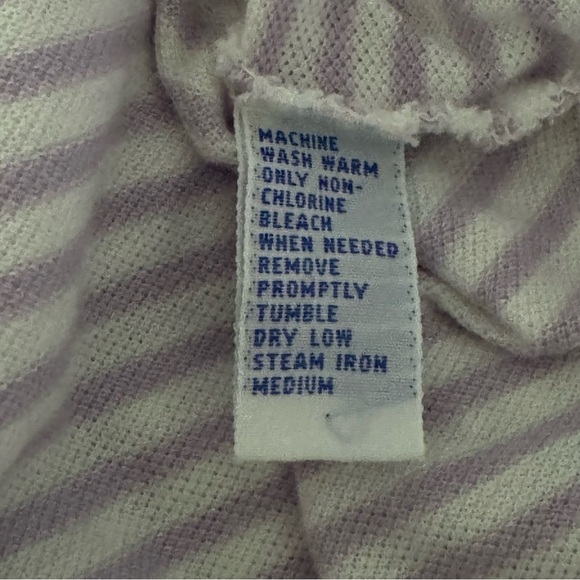 MACHINE
WASH WARM
ONLY NON-
CHLORINE
BLEACH
WHEN NEEDED
REMOVE
PROMPTLY
TUMBLE
DRY LOW
STEAM IRON
MEDIUM